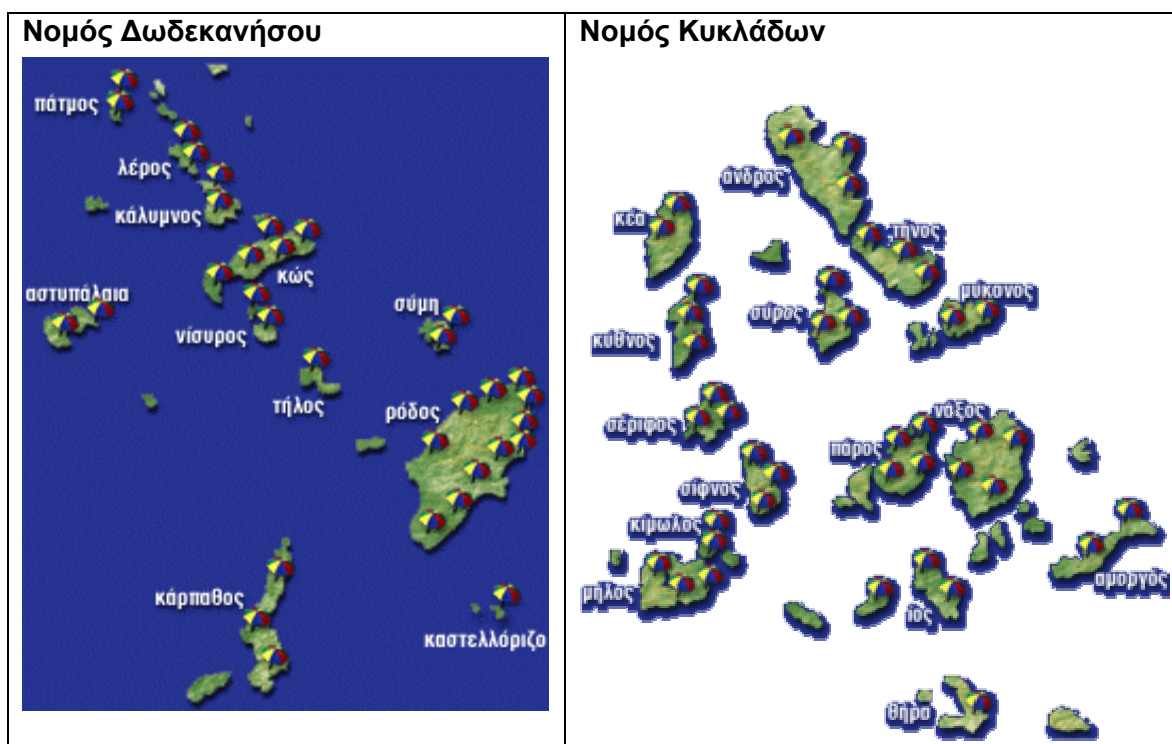 Νομός Δωδεκανήσου
πάτμος
λέρος
κάλυμνος
κώς
αστυπάλαια
σύμη
νίσυρος
τήλος
ρόδος
κάρπαθος
καστελλόριζο
Νομός Κυκλάδων
άνδρος
κέα
τήνος
μύκονος
σύρος
κύθνος
νάξος
σέριφος
πάρος
σίφνος
κίμωλος
μήλος
αμοργός
ίος
θήρα